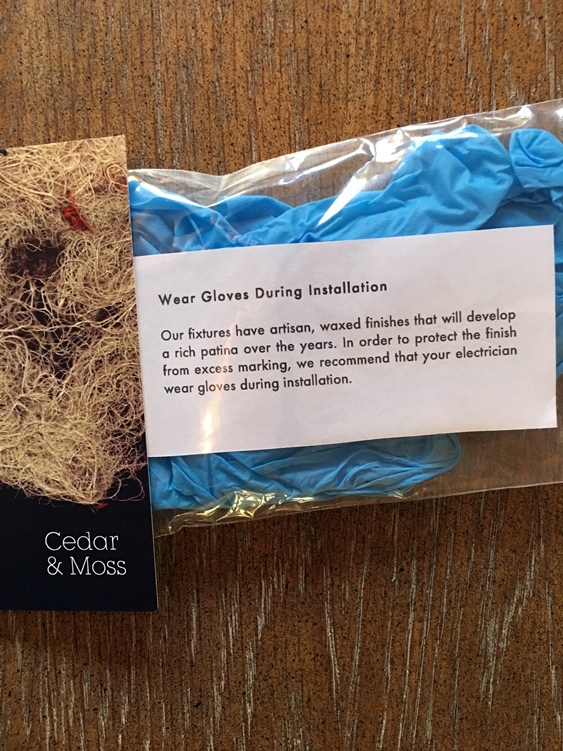 Wear Gloves During Installation
Our fixtures have artisan, waxed finishes that will develop
a rich patina over the years. In order to protect the finish
from excess marking, we recommend that your electrician
wear gloves during installation.
Cedar
& Moss